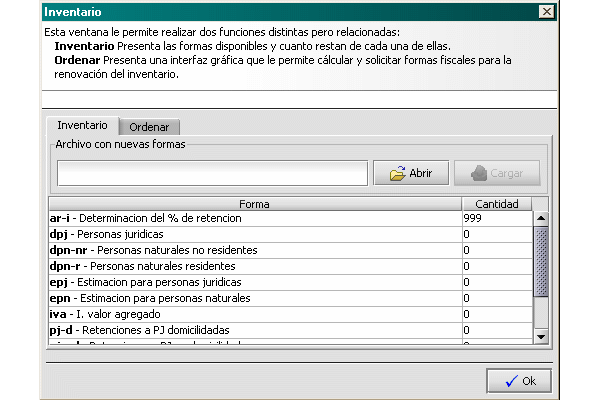 Inventario
Esta ventana le permite realizar dos funciones distintas pero relacionadas:
Inventario Presenta las formas disponibles y cuanto restan de cada una de ellas.
Ordenar Presenta una interfaz gráfica que le permite cálcular y solicitar formas fiscales para la
renovación del inventario.
Inventario Ordenar
Archivo con nuevas formas
Abrir Cargar
Forma Cantidad
ar-i - Determinacion del % de retencion 999
dpj - Personas juridicas 0
dpn-nr - Personas naturales no residentes 0
dpn-r - Personas naturales residentes 0
epj - Estimacion para personas juridicas 0
epn - Estimacion para personas naturales 0
iva - I. valor agregado 0
pj-d - Retenciones a PJ domicilidadas 0
Ok